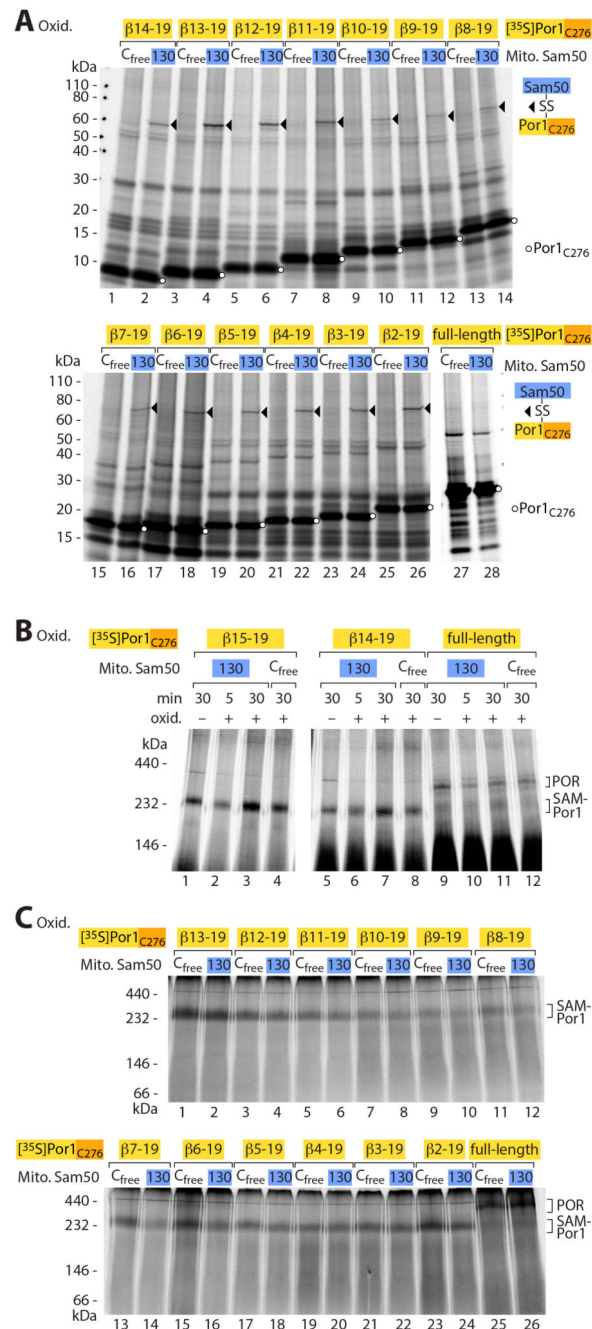 A Oxid.
β14-19 β13-19 β12-19 β11-19 β10-19 β9-19 β8-19 [³⁵S]Por1C276
Cfree 130 Cfree 130 Cfree 130 Cfree 130 Cfree 130 Cfree 130 Cfree 130 Mito. Sam50
kDa
110 -
80 -
60 -
50 -
40 -
30 -
20 -
15 -
10 -
Sam50
SS
Por1C276
Por1C276
1 2 3 4 5 6 7 8 9 10 11 12 13 14
β7-19 β6-19 β5-19 β4-19 β3-19 β2-19 full-length [³⁵S]Por1C276
Cfree 130 Cfree 130 Cfree 130 Cfree 130 Cfree 130 Cfree 130 Cfree 130 Mito. Sam50
kDa
110 -
80 -
60 -
50 -
40 -
30 -
20 -
15 -
Sam50
SS
Por1C276
Por1C276
15 16 17 18 19 20 21 22 23 24 25 26 27 28
B Oxid.
[³⁵S]Por1C276 β15-19 β14-19 full-length
Mito. Sam50 130 Cfree 130 Cfree 130 Cfree
min 30 5 30 30 30 5 30 30 30 5 30 30
oxid. – + + + – + + + – + + +
kDa
440 -
232 -
146 -
POR
SAM-
Por1
1 2 3 4 5 6 7 8 9 10 11 12
C Oxid.
[³⁵S]Por1C276 β13-19 β12-19 β11-19 β10-19 β9-19 β8-19
Mito. Sam50 Cfree 130 Cfree 130 Cfree 130 Cfree 130 Cfree 130 Cfree 130
440 -
232 -
146 -
66 -
kDa
SAM-
Por1
1 2 3 4 5 6 7 8 9 10 11 12
[³⁵S]Por1C276 β7-19 β6-19 β5-19 β4-19 β3-19 β2-19 full-length
Mito. Sam50 Cfree 130 Cfree 130 Cfree 130 Cfree 130 Cfree 130 Cfree 130 Cfree 130
440 -
232 -
146 -
66 -
kDa
POR
SAM-
Por1
13 14 15 16 17 18 19 20 21 22 23 24 25 26